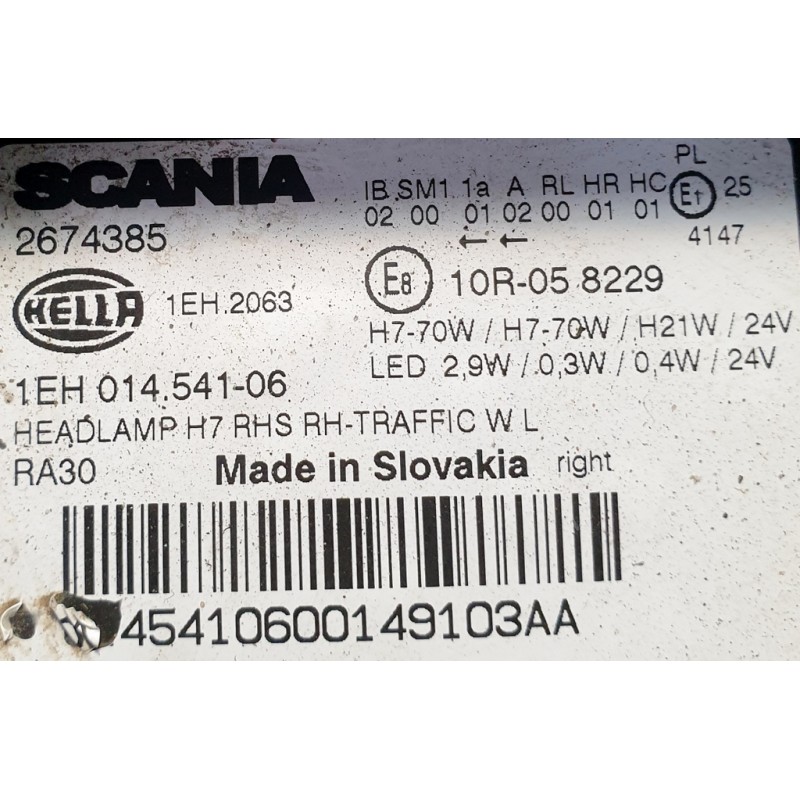 SCANIA
2674385
HELLA
1EH.2063
1EH 014.541-06
PL
IB SM1 1a A RL HR HC
02 00 01 02 00 01 01
E1 25
← ←
4147
E8 10R-05 8229
H7-70W / H7-70W / H21W / 24V
LED 2,9W / 0,3W / 0,4W / 24V
HEADLAMP H7 RHS RH-TRAFFIC W L
RA30 Made in Slovakia right
45410600149103AA